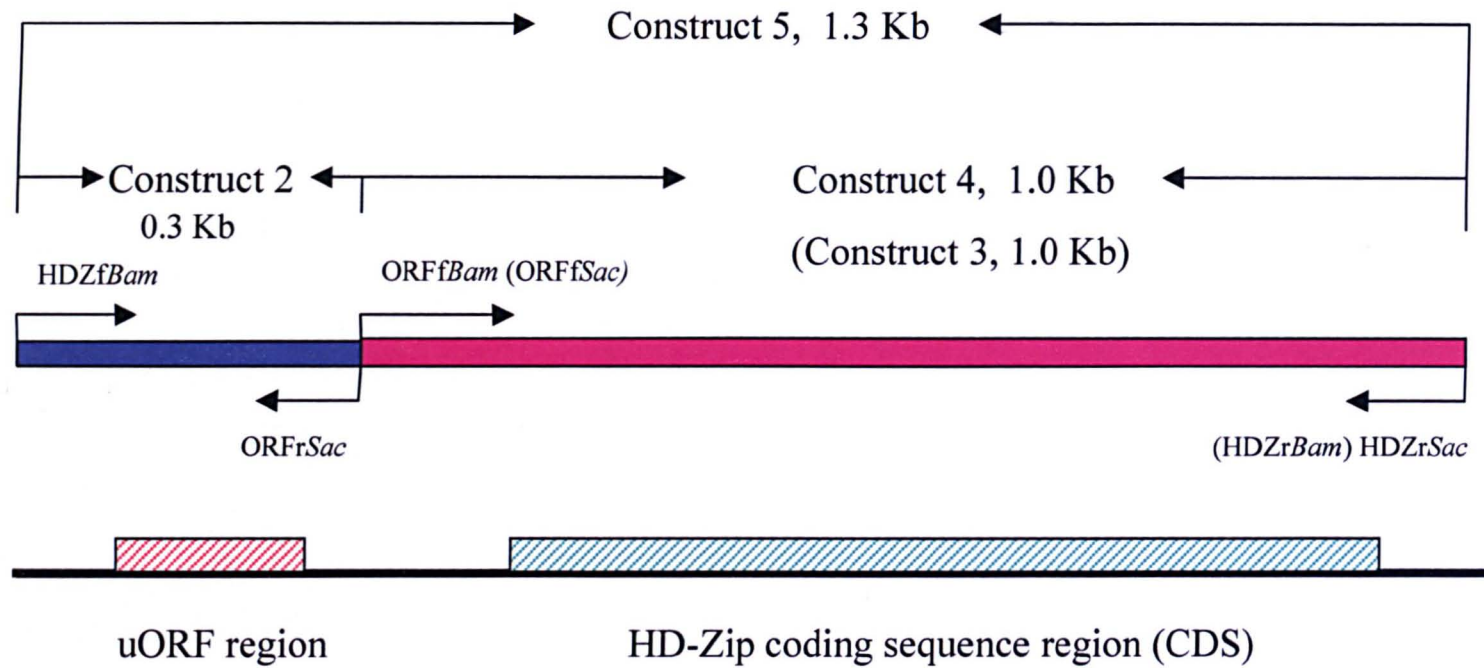 Construct 5, 1.3 Kb
Construct 2
0.3 Kb
Construct 4, 1.0 Kb
(Construct 3, 1.0 Kb)
HDZfBam
ORFfBam (ORFfSac)
ORFrSac
(HDZrBam) HDZrSac
uORF region
HD-Zip coding sequence region (CDS)